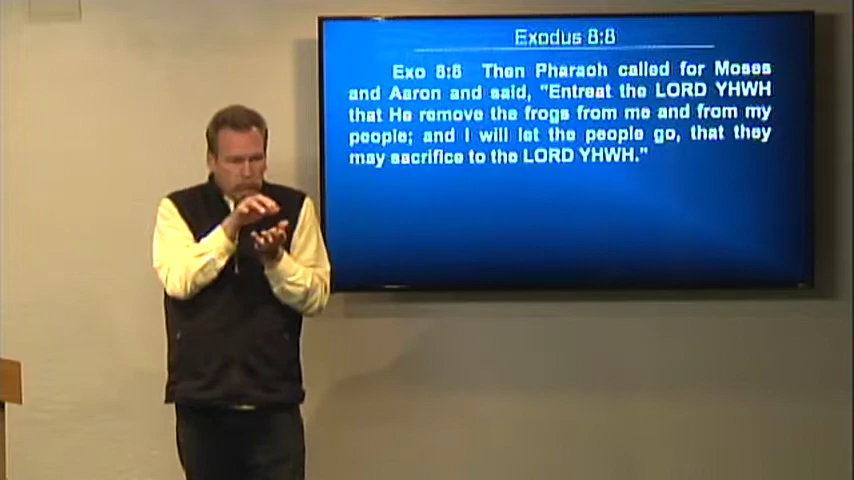 Exodus 8:8
Exo 8:8 Then Pharaoh called for Moses
and Aaron and said, "Entreat the LORD YHWH
that He remove the frogs from me and from my
people; and I will let the people go, that they
may sacrifice to the LORD YHWH."